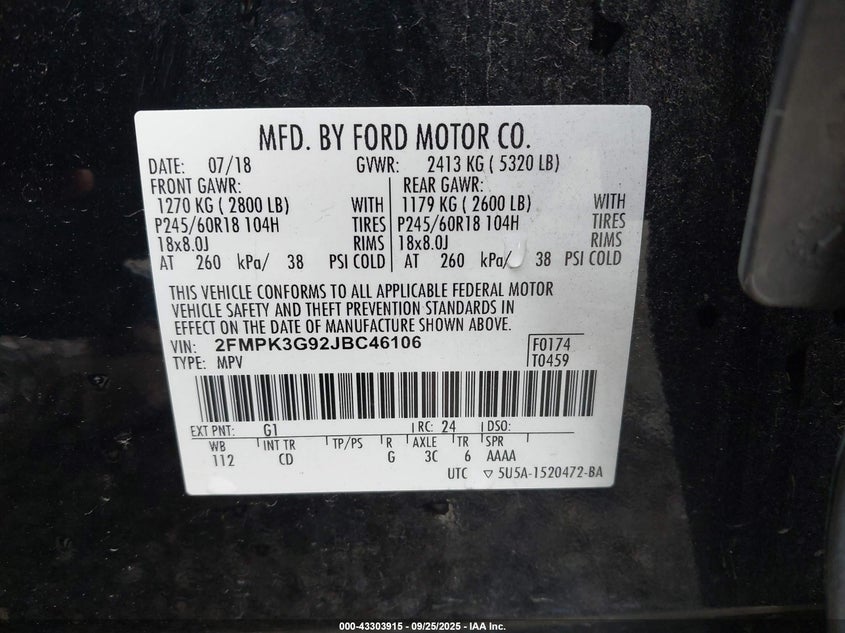 MFD. BY FORD MOTOR CO.
DATE: 07/18 GVWR: 2413 KG ( 5320 LB)
FRONT GAWR: REAR GAWR:
1270 KG ( 2800 LB) WITH 1179 KG ( 2600 LB) WITH
P245/60R18 104H TIRES P245/60R18 104H TIRES
18x8.0J RIMS 18x8.0J RIMS
AT 260 kPa/ 38 PSI COLD AT 260 kPa/ 38 PSI COLD
THIS VEHICLE CONFORMS TO ALL APPLICABLE FEDERAL MOTOR
VEHICLE SAFETY AND THEFT PREVENTION STANDARDS IN
EFFECT ON THE DATE OF MANUFACTURE SHOWN ABOVE.
VIN: 2FMPK3G92JBC46106 F0174
TYPE: MPV T0459
EXT PNT: G1 RC: 24 DSO:
WB INT TR TP/PS R AXLE TR SPR
112 CD G 3C 6 AAAA
UTC ▽ 5U5A-1520472-BA
000-43303915 - 09/25/2025 - IAA Inc.